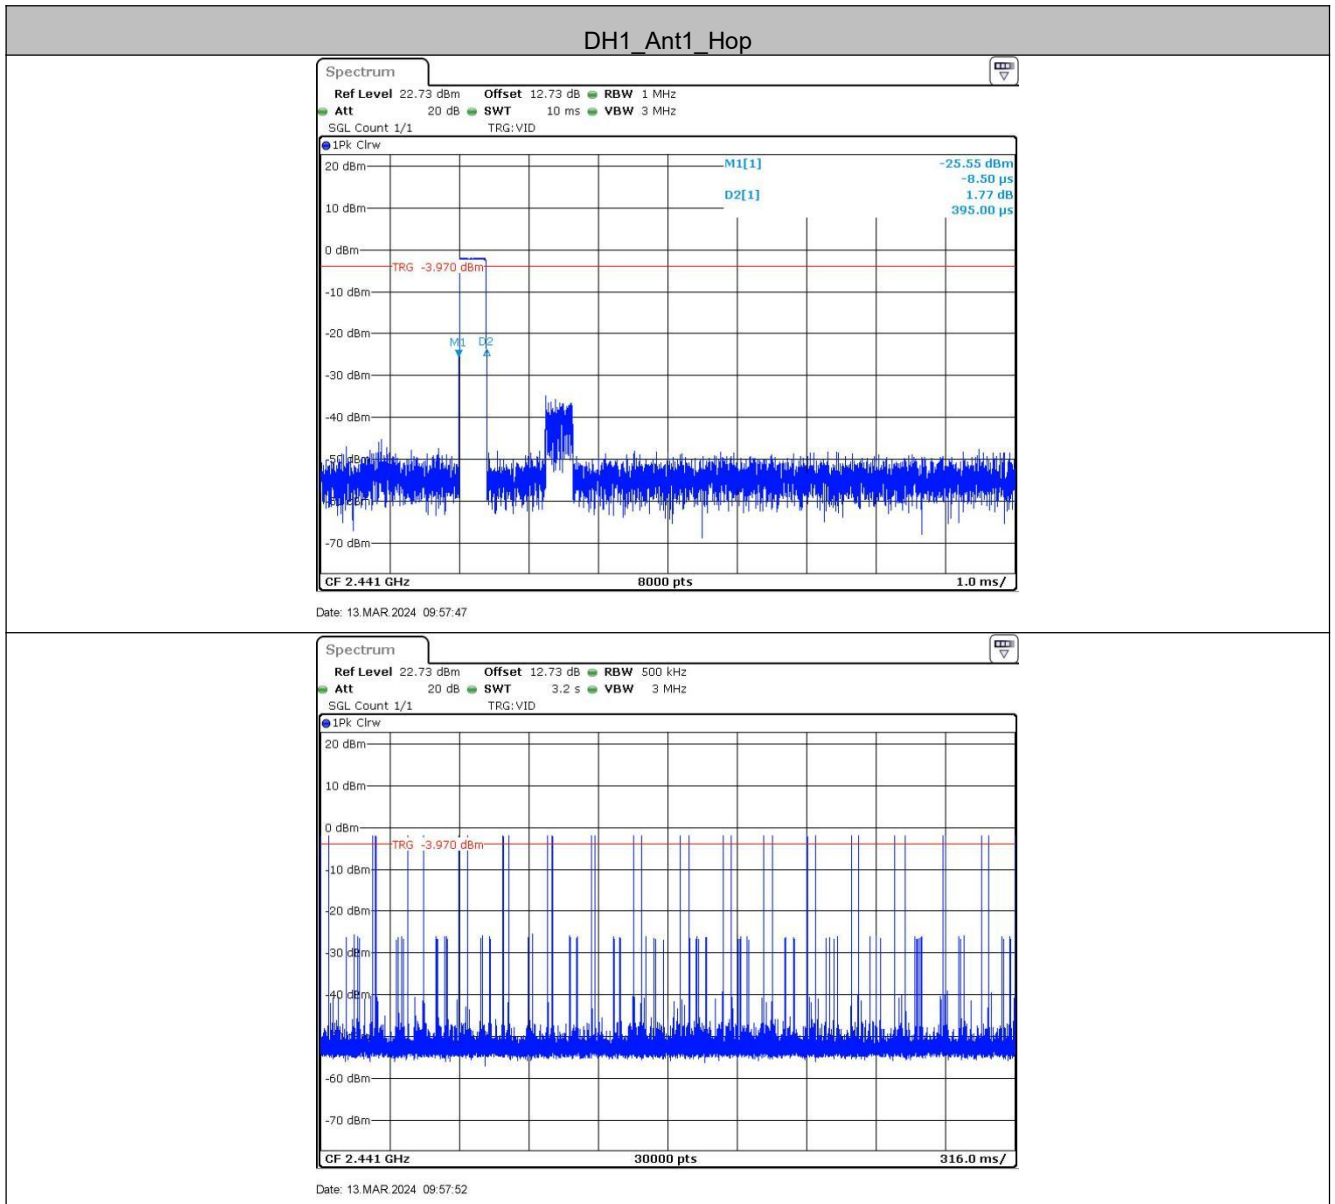 DH1_Ant1_Hop
Spectrum
Ref Level 22.73 dBm Offset 12.73 dB RBW 1 MHz
Att 20 dB SWT 10 ms VBW 3 MHz
SGL Count 1/1 TRG:VID
1Pk Clrw
20 dBm M1[1] -25.55 dBm
-8.50 µs
D2[1] 1.77 dB
10 dBm 395.00 µs
0 dBm
TRG -3.970 dBm
-10 dBm
-20 dBm
M1 D2
-30 dBm
-40 dBm
-50 dBm
-60 dBm
-70 dBm
CF 2.441 GHz 8000 pts 1.0 ms/
Date: 13.MAR.2024 09:57:47
Spectrum
Ref Level 22.73 dBm Offset 12.73 dB RBW 500 kHz
Att 20 dB SWT 3.2 s VBW 3 MHz
SGL Count 1/1 TRG:VID
1Pk Clrw
20 dBm
10 dBm
0 dBm
TRG -3.970 dBm
-10 dBm
-20 dBm
-30 dBm
-40 dBm
-60 dBm
-70 dBm
CF 2.441 GHz 30000 pts 316.0 ms/
Date: 13.MAR.2024 09:57:52